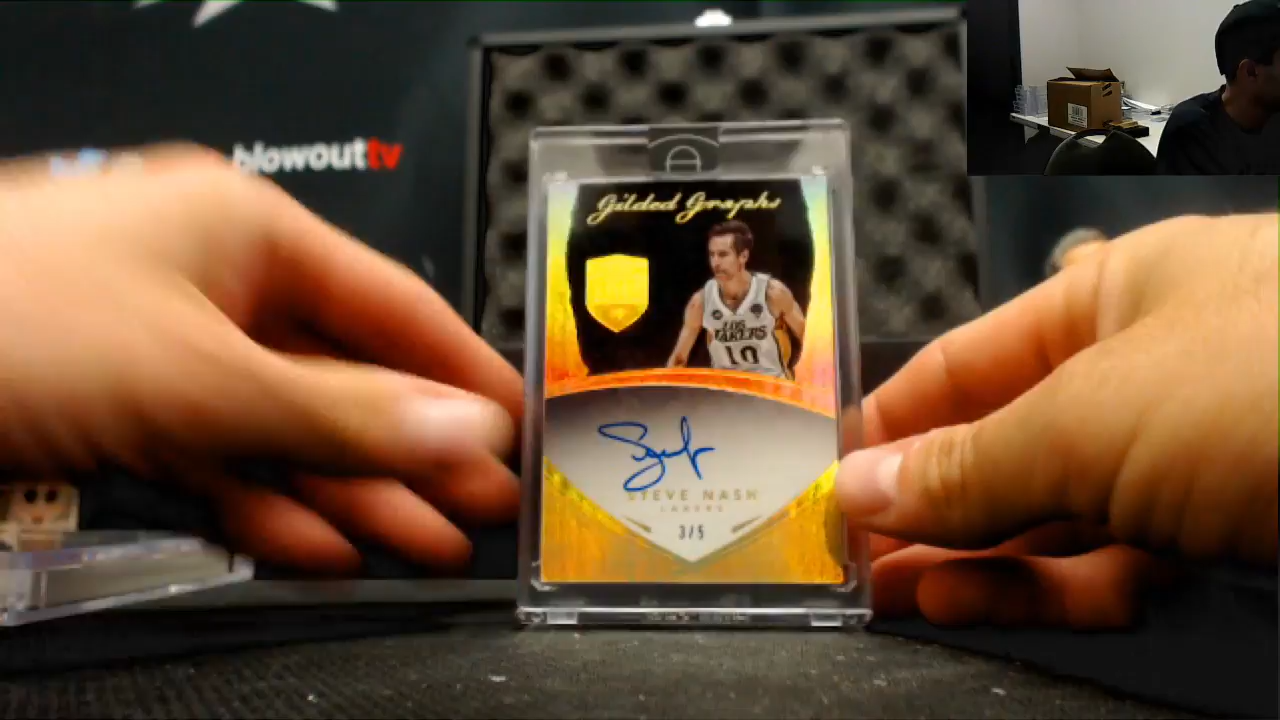 blowouttv
Gilded Graphs
LOS
LAKERS
10
STEVE NASH
LAKERS
3/5